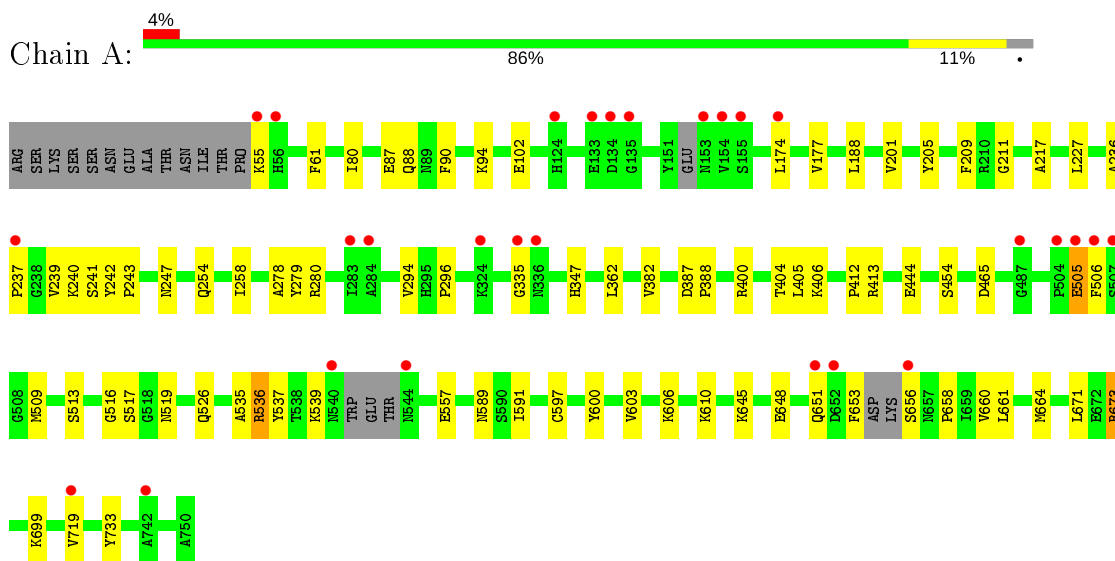 4%
Chain A:
86% 11% •
ARG SER LYS SER SER ASN GLU ALA THR ASN ILE THR PRO K55 H56 F61 I80 E87 Q88 N89 F90 K94 E102 H124 E133 D134 G135 Y151 GLU N153 V154 S155 L174 V177 L188 V201 Y205 F209 R210 G211 A217 L227 A236
P237 G238 V239 K240 S241 Y242 P243 N247 Q254 I258 A278 Y279 R280 I283 A284 V294 H295 P296 K324 G335 N336 H347 L362 V382 D387 P388 R400 T404 L405 K406 P412 R413 E444 S454 D465 G487 P504 E505 F506 S507
G508 M509 S513 G516 S517 G518 N519 Q526 A535 R536 Y537 T538 K539 N540 TRP GLU THR N544 E557 N589 S590 I591 C597 Y600 V603 K606 K610 K645 E648 Q651 D652 F653 ASP LYS S656 N657 P658 I659 V660 L661 M664 L671 E672
K699 V719 Y733 A742 A750